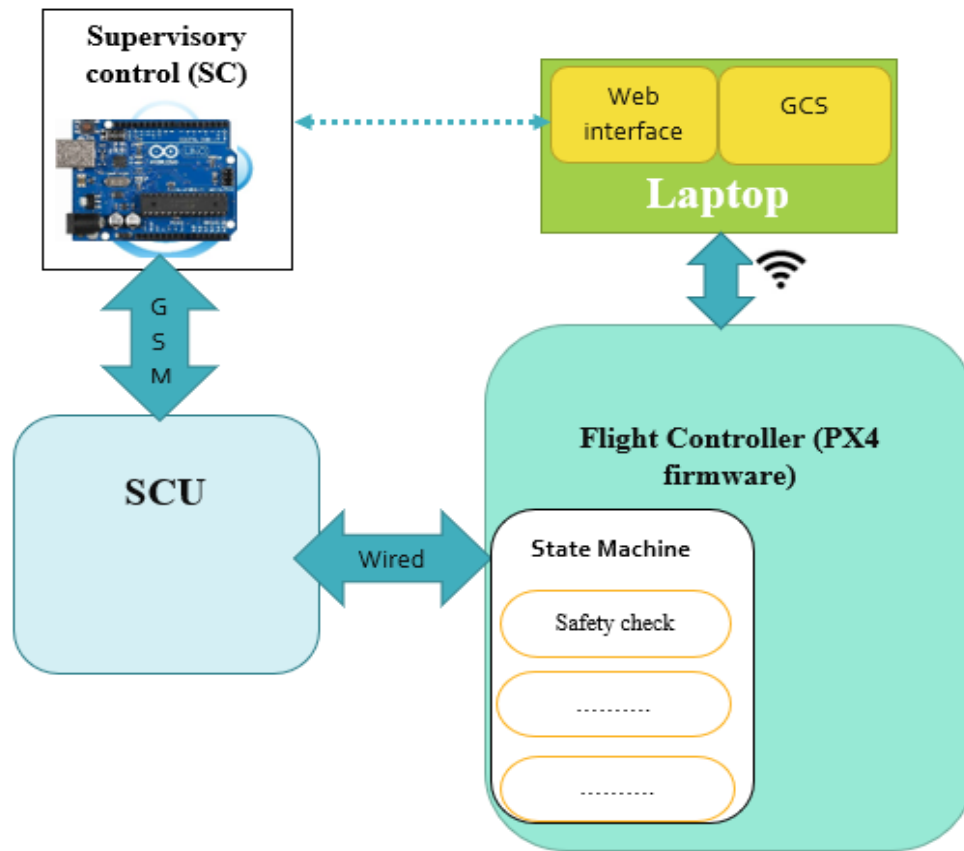 Supervisory
control (SC)
Web
interface
GCS
Laptop
G
S
M
SCU
Wired
Flight Controller (PX4
firmware)
State Machine
Safety check
..........
..........